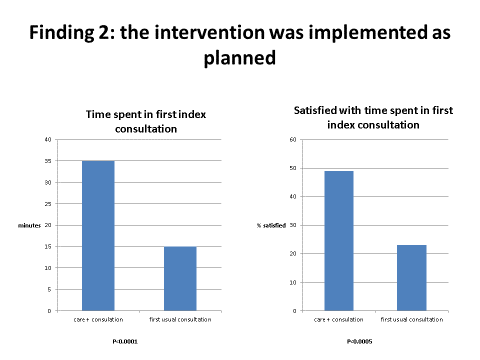 Finding 2: the intervention was implemented as
planned
Time spent in first index
consultation
40
35
30
25
minutes 20
15
10
5
0
care+ consulation
first usual consultation
P<0.0001
Satisfied with time spent in first
index consultation
60
50
40
% satisfied 30
20
10
0
care+ consulation
first usual consultation
P<0.0005